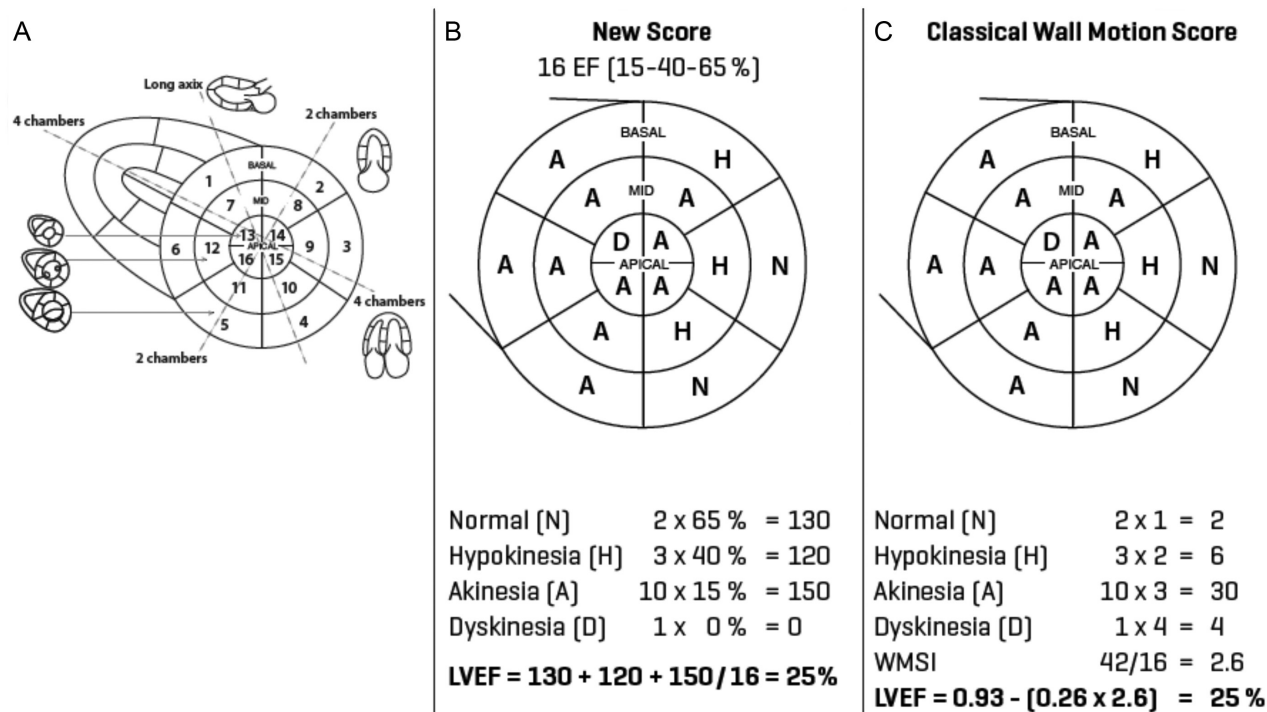 A
Long axix
4 chambers
2 chambers
BASAL
1
2
MID
7
8
13
14
6
12
APICAL
9
3
16
15
11
10
4 chambers
5
4
2 chambers
B
New Score
16 EF (15-40-65 %)
BASAL
A
H
MID
A
A
D
A
A
A
APICAL
H
N
A
A
A
H
A
N
Normal (N) 2 x 65 % = 130
Hypokinesia (H) 3 x 40 % = 120
Akinesia (A) 10 x 15 % = 150
Dyskinesia (D) 1 x 0 % = 0
LVEF = 130 + 120 + 150/16 = 25%
C
Classical Wall Motion Score
BASAL
A
H
MID
A
A
D
A
A
A
APICAL
H
N
A
A
A
H
A
N
Normal (N) 2 x 1 = 2
Hypokinesia (H) 3 x 2 = 6
Akinesia (A) 10 x 3 = 30
Dyskinesia (D) 1 x 4 = 4
WMSI 42/16 = 2.6
LVEF = 0.93 - (0.26 x 2.6) = 25 %